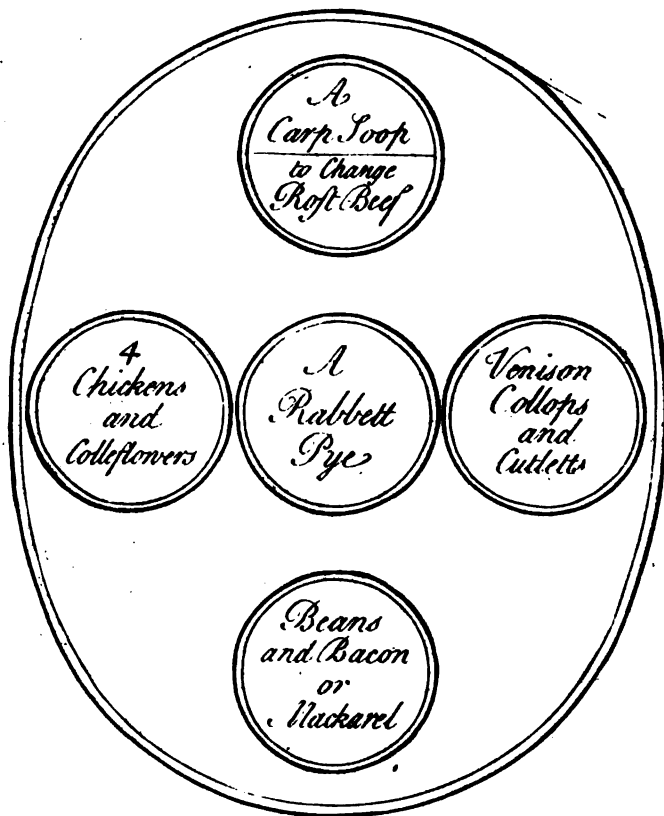 A
Carp Soop
to Change
Rost Beef
4
Chickens
and
Colleflowers
A
Rabbett
Pye
Venison
Collops
and
Cutletts
Beans
and Bacon
or
Mackarel